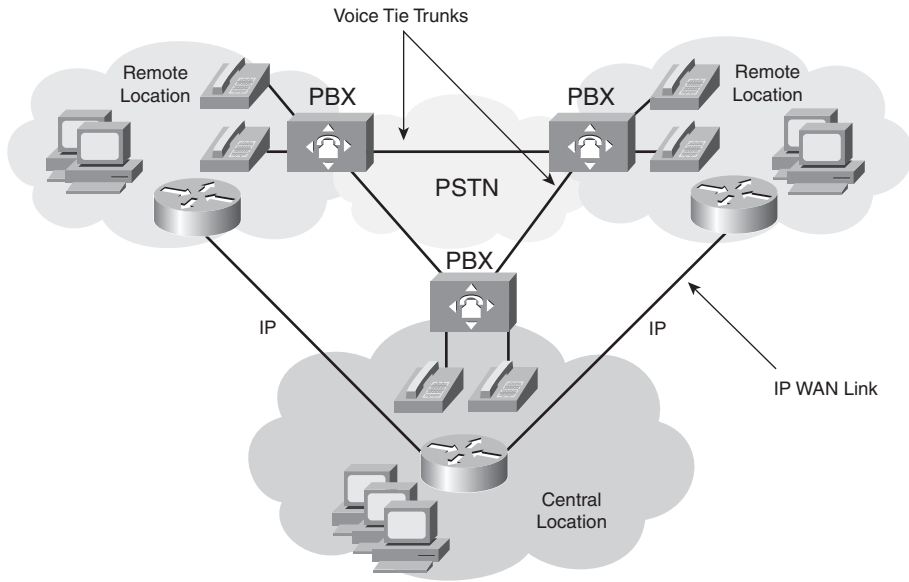 Voice Tie Trunks
Remote
Location
PBX
PBX
Remote
Location
PSTN
PBX
IP
IP
IP WAN Link
Central
Location